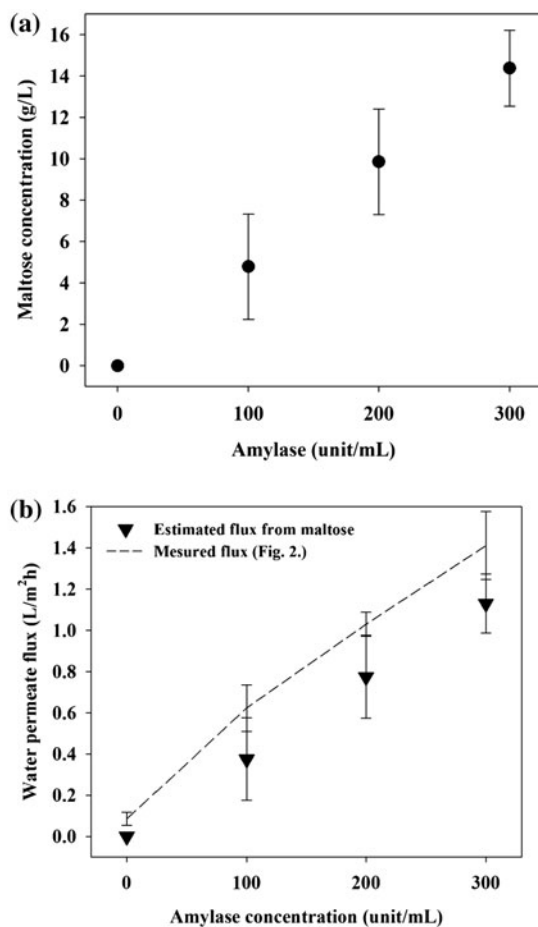 (a)
Maltose concentration (g/L)
16
14
12
10
8
6
4
2
0
0 100 200 300
Amylase (unit/mL)
(b)
Water permeate flux (L/m²h)
1.6
1.4
1.2
1.0
0.8
0.6
0.4
0.2
0.0
Estimated flux from maltose
Mesured flux (Fig. 2.)
0 100 200 300
Amylase concentration (unit/mL)